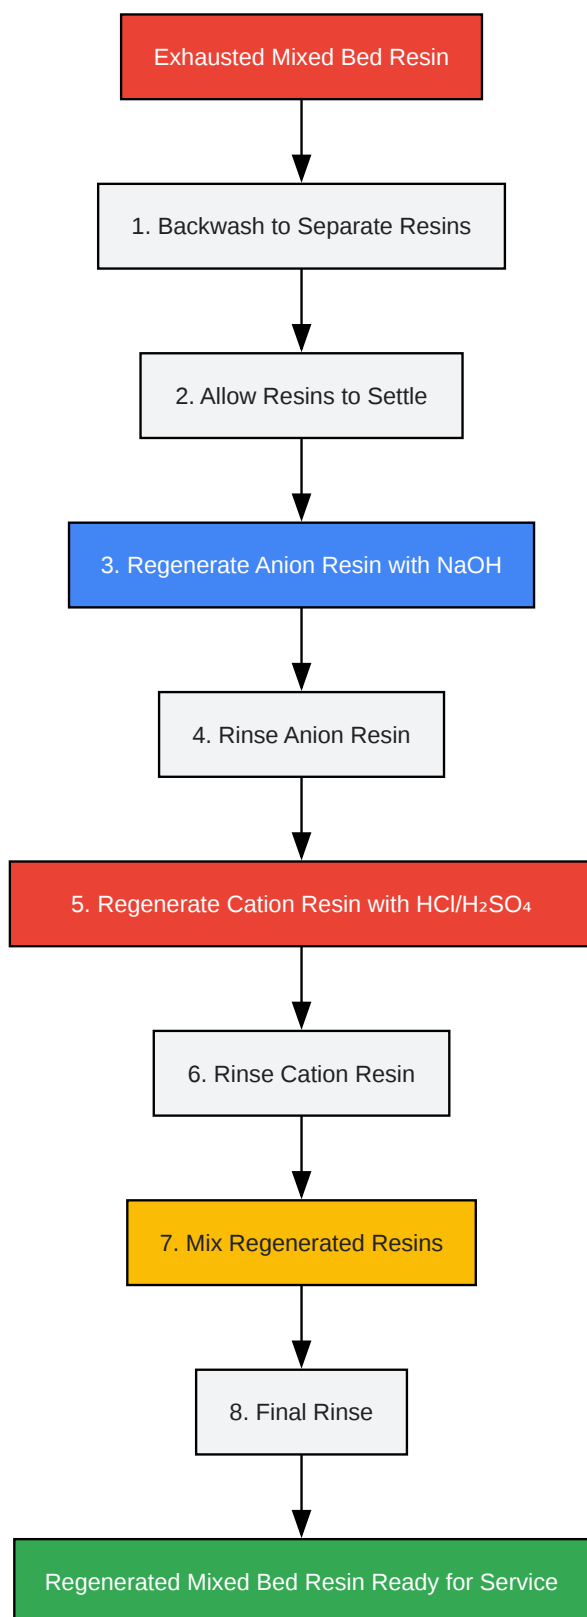 Exhausted Mixed Bed Resin
1. Backwash to Separate Resins
2. Allow Resins to Settle
3. Regenerate Anion Resin with NaOH
4. Rinse Anion Resin
5. Regenerate Cation Resin with HCl/H₂SO₄
6. Rinse Cation Resin
7. Mix Regenerated Resins
8. Final Rinse
Regenerated Mixed Bed Resin Ready for Service